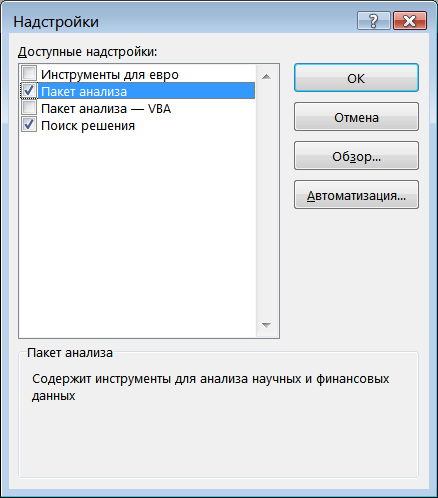 Надстройки
Доступные надстройки:
Инструменты для евро
Пакет анализа
Пакет анализа — VBA
Поиск решения
ОК
Отмена
Обзор...
Автоматизация...
Пакет анализа
Содержит инструменты для анализа научных и финансовых
данных